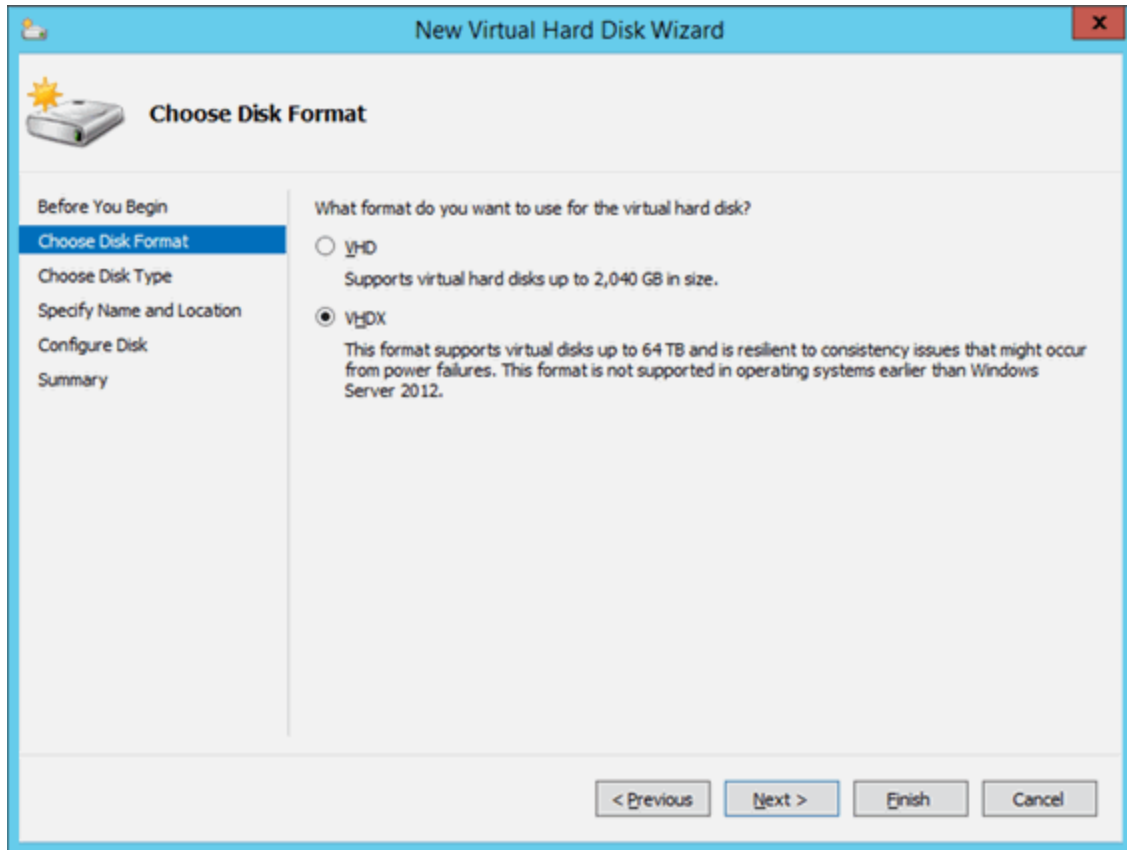 New Virtual Hard Disk Wizard
x
Choose Disk Format
Before You Begin
Choose Disk Format
Choose Disk Type
Specify Name and Location
Configure Disk
Summary
What format do you want to use for the virtual hard disk?
VHD
Supports virtual hard disks up to 2,040 GB in size.
VHDX
This format supports virtual disks up to 64 TB and is resilient to consistency issues that might occur
from power failures. This format is not supported in operating systems earlier than Windows
Server 2012.
< Previous
Next >
Finish
Cancel